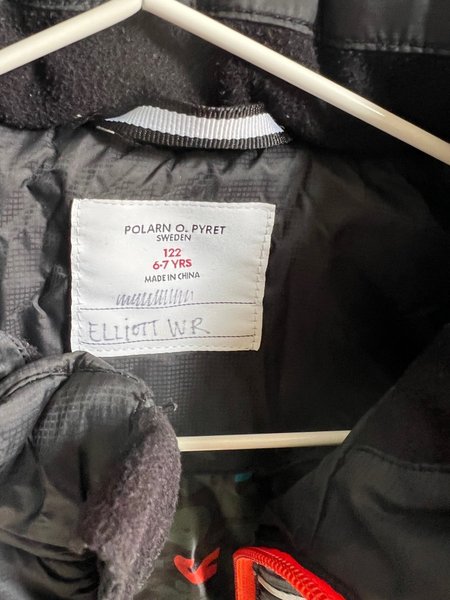 POLARN O. PYRET
SWEDEN
122
6-7 YRS
MADE IN CHINA
ELLiOTT WR